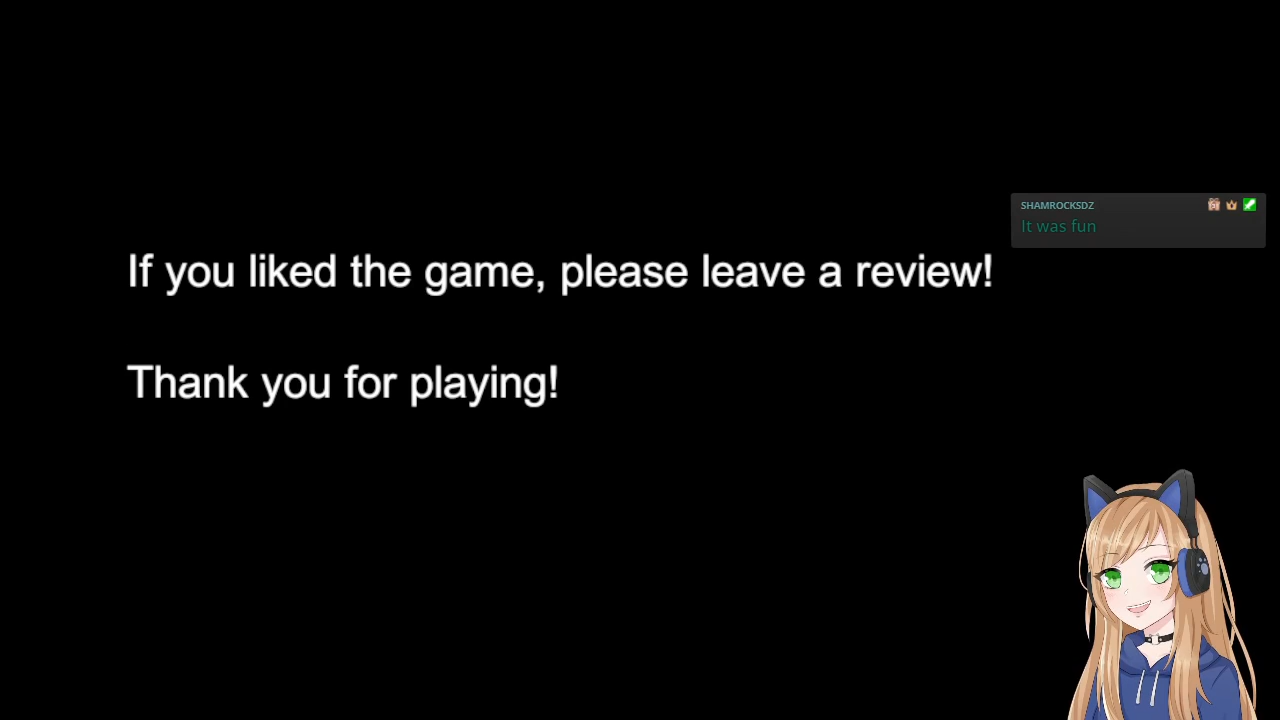 SHAMROCKSDZ
It was fun
If you liked the game, please leave a review!
Thank you for playing!